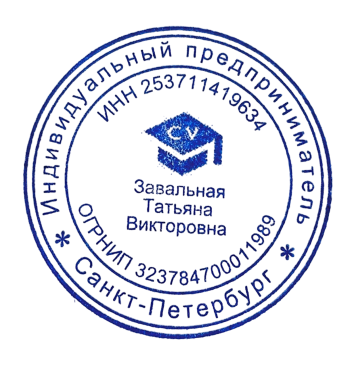 Индивидуальный предприниматель
ИНН 253711419634
CV
Завальная
Татьяна
Викторовна
ОГРНИП 323784700011989
* Санкт-Петербург *